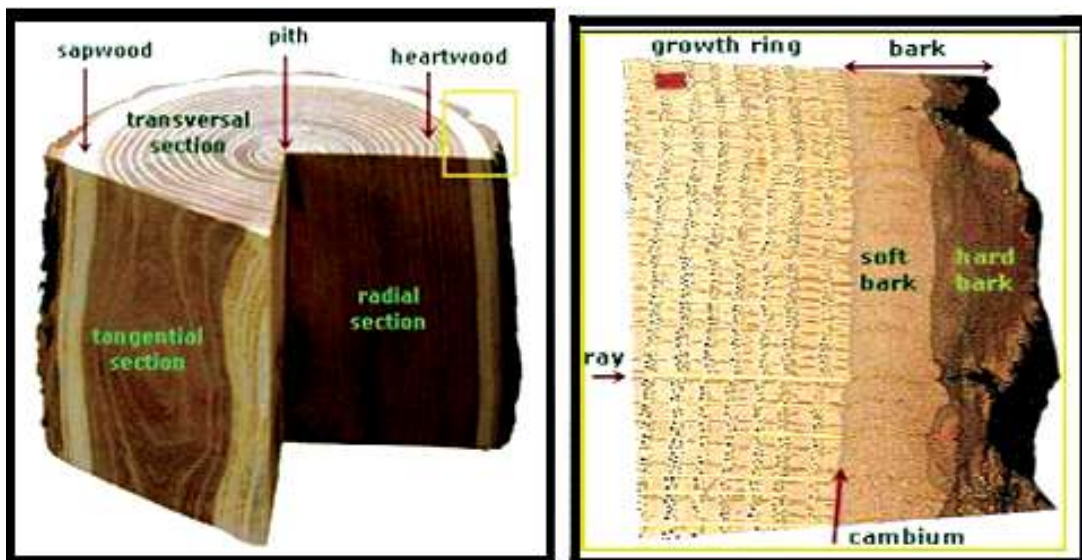 sapwood
pith
heartwood
transversal
section
tangential
section
radial
section
growth ring
bark
soft
bark
hard
bark
ray
cambium